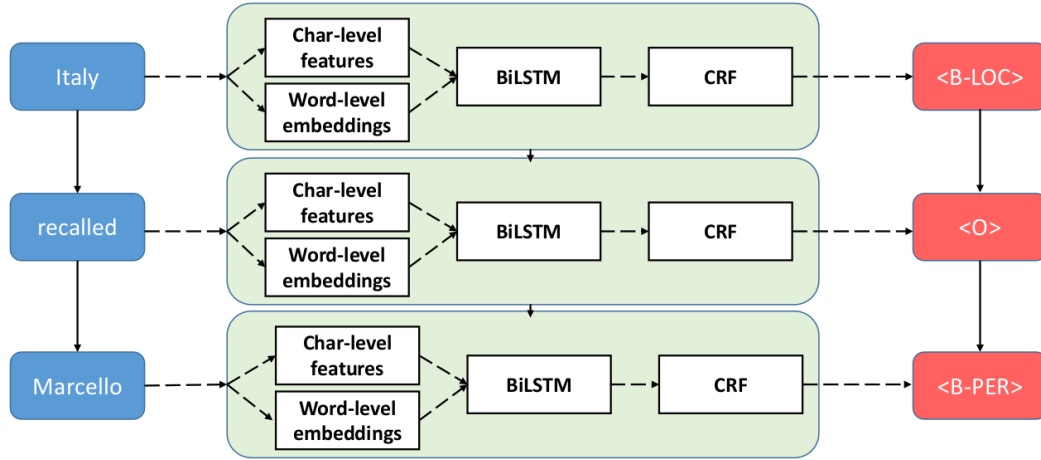 Italy
Char-level
features
Word-level
embeddings
BiLSTM
CRF
<B-LOC>
recalled
Char-level
features
Word-level
embeddings
BiLSTM
CRF
<O>
Marcello
Char-level
features
Word-level
embeddings
BiLSTM
CRF
<B-PER>